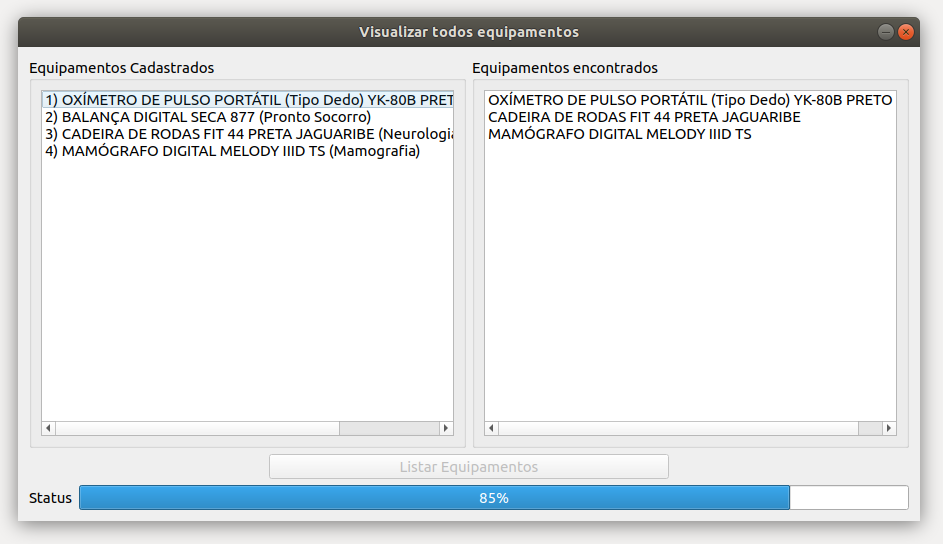 Visualizar todos equipamentos
Equipamentos Cadastrados
1) OXÍMETRO DE PULSO PORTÁTIL (Tipo Dedo) YK-80B PRET
2) BALANÇA DIGITAL SECA 877 (Pronto Socorro)
3) CADEIRA DE RODAS FIT 44 PRETA JAGUARIBE (Neurologia
4) MAMÓGRAFO DIGITAL MELODY IIID TS (Mamografia)
Equipamentos encontrados
OXÍMETRO DE PULSO PORTÁTIL (Tipo Dedo) YK-80B PRETO
CADEIRA DE RODAS FIT 44 PRETA JAGUARIBE
MAMÓGRAFO DIGITAL MELODY IIID TS
Listar Equipamentos
Status 85%